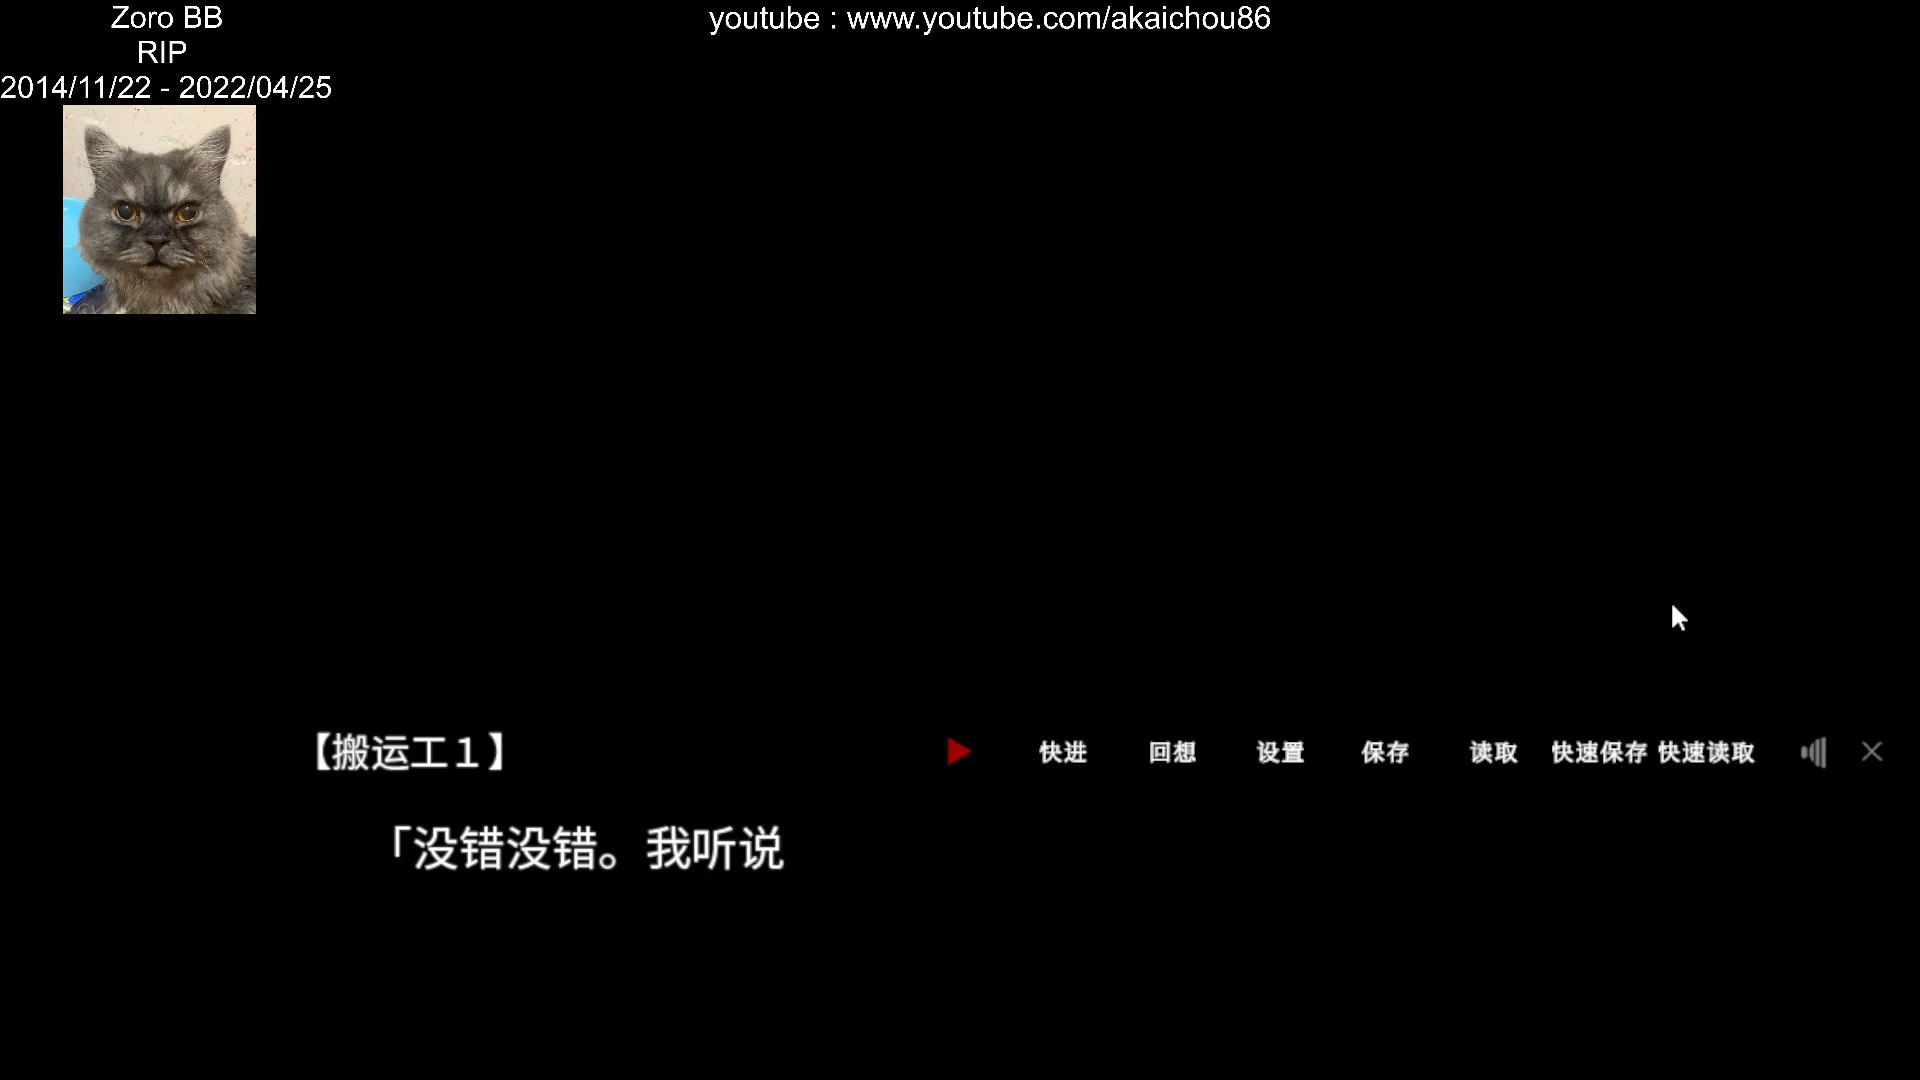 Zoro BB
RIP
2014/11/22 - 2022/04/25
youtube : www.youtube.com/akaichou86
【搬运工１】
快进 回想 设置 保存 读取 快速保存 快速读取
「没错没错。我听说